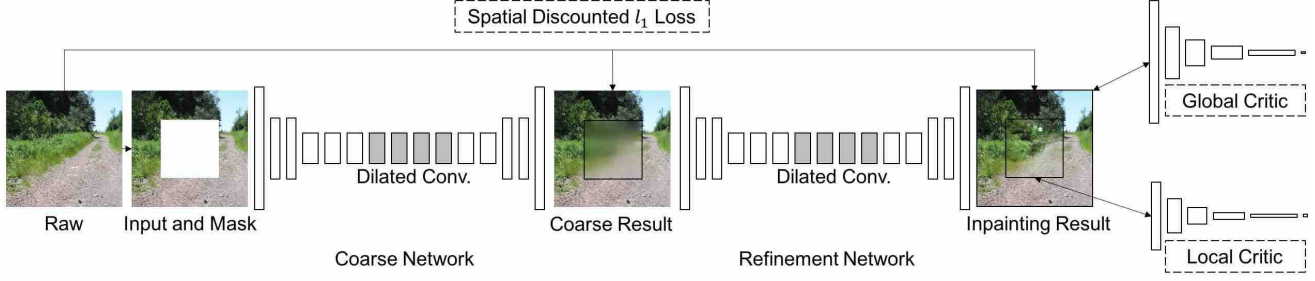 Spatial Discounted l₁ Loss
Global Critic
Dilated Conv.
Dilated Conv.
Raw
Input and Mask
Coarse Result
Inpainting Result
Coarse Network
Refinement Network
Local Critic